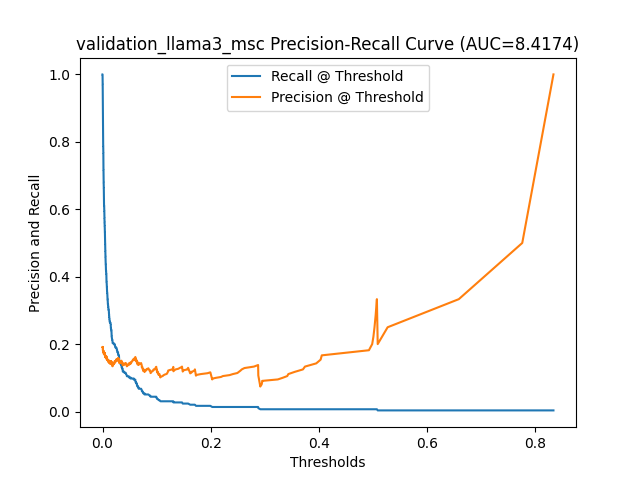 validation_llama3_msc Precision-Recall Curve (AUC=8.4174)
Recall @ Threshold
Precision @ Threshold
Precision and Recall
1.0
0.8
0.6
0.4
0.2
0.0
0.0 0.2 0.4 0.6 0.8
Thresholds